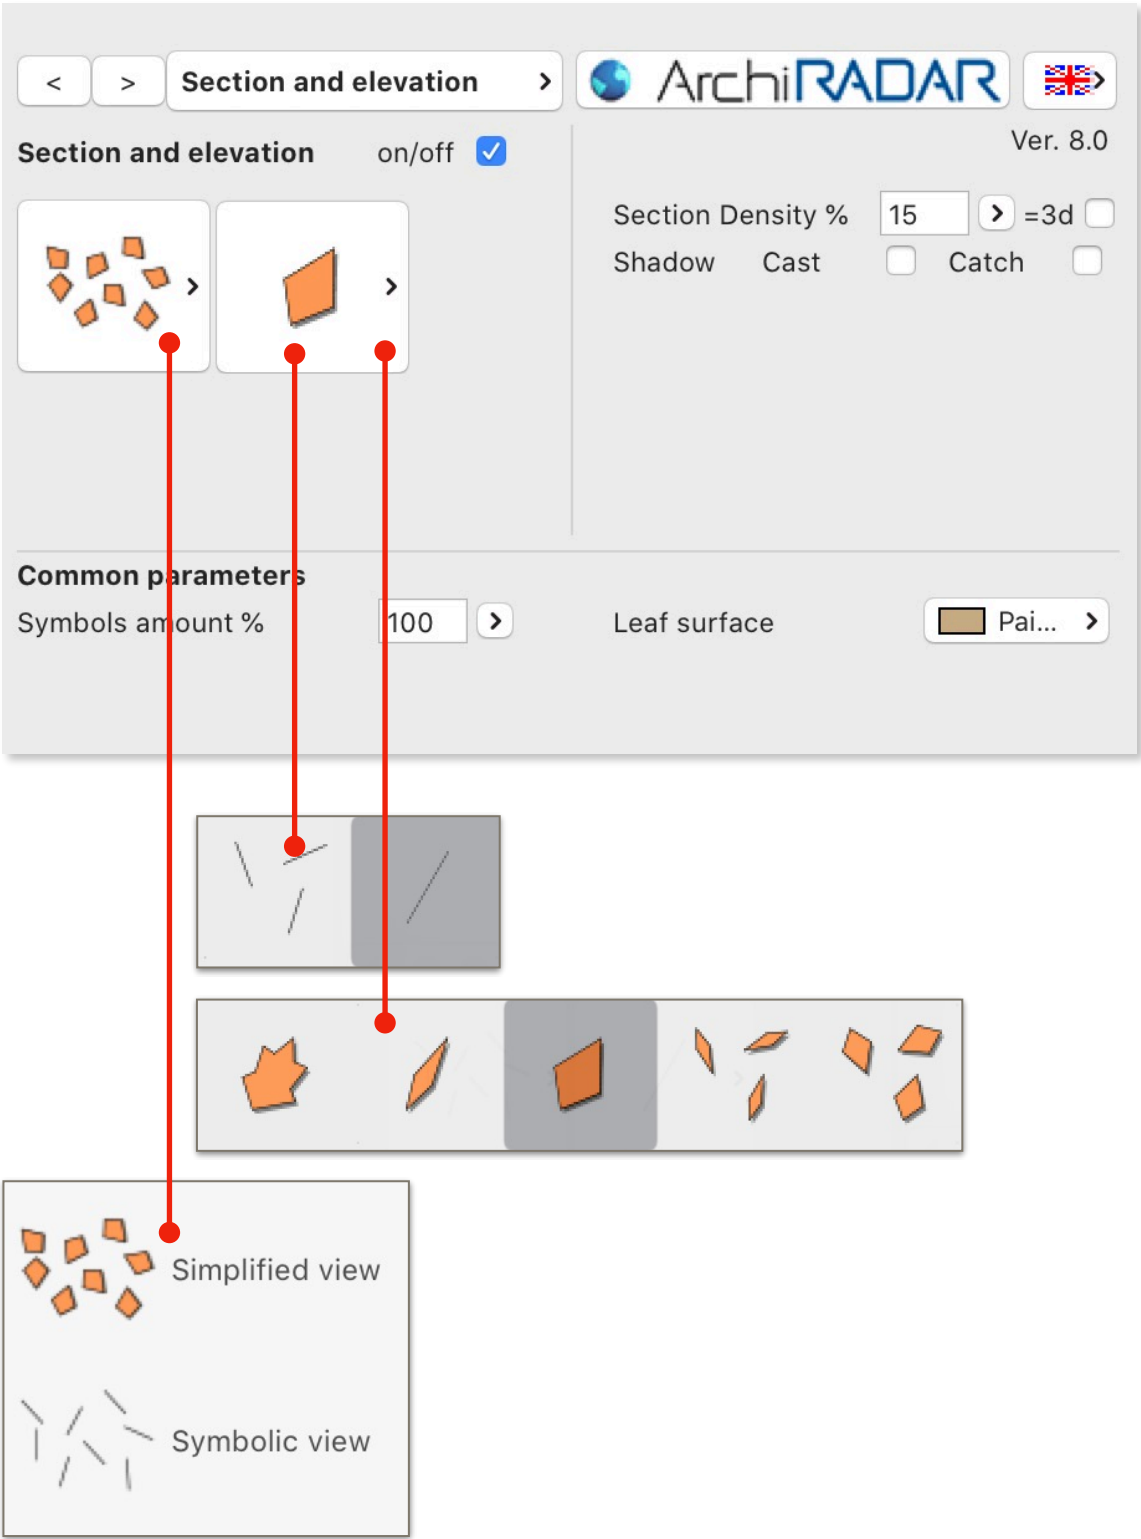 < > Section and elevation > ArchiRADAR >
Ver. 8.0
Section and elevation on/off
Section Density % 15 > =3d
Shadow Cast Catch
Common parameters
Symbols amount % 100 >
Leaf surface Pai... >
Simplified view
Symbolic view